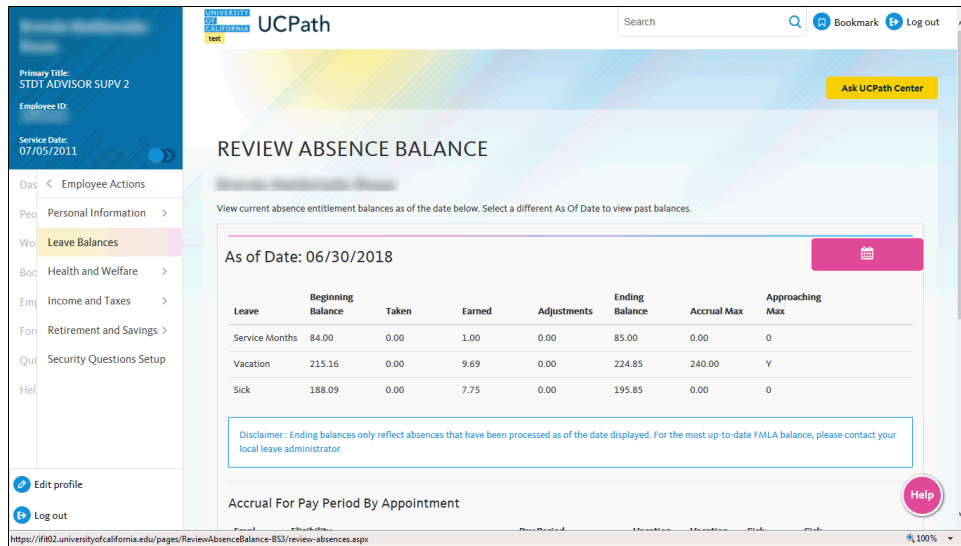 UNIVERSITY
OF
CALIFORNIA
test
UCPath
Search
Bookmark
Log out
Primary Title:
STDT ADVISOR SUPV 2
Employee ID:
Service Date:
07/05/2011
Ask UCPath Center
Das
Peo
Wo
Boo
Emp
For
Qui
Hel
Employee Actions
Personal Information >
Leave Balances
Health and Welfare >
Income and Taxes >
Retirement and Savings >
Security Questions Setup
Edit profile
Log out
REVIEW ABSENCE BALANCE
View current absence entitlement balances as of the date below. Select a different As Of Date to view past balances.
As of Date: 06/30/2018
Leave Beginning Balance Taken Earned Adjustments Ending Balance Accrual Max Approaching Max
Service Months 84.00 0.00 1.00 0.00 85.00 0.00 0
Vacation 215.16 0.00 9.69 0.00 224.85 240.00 Y
Sick 188.09 0.00 7.75 0.00 195.85 0.00 0
Disclaimer : Ending balances only reflect absences that have been processed as of the date displayed. For the most up-to-date FMLA balance, please contact your
local leave administrator.
Accrual For Pay Period By Appointment
Help
https://ifit02.universityofcalifornia.edu/pages/ReviewAbsenceBalance-BS3/review-absences.aspx
100%